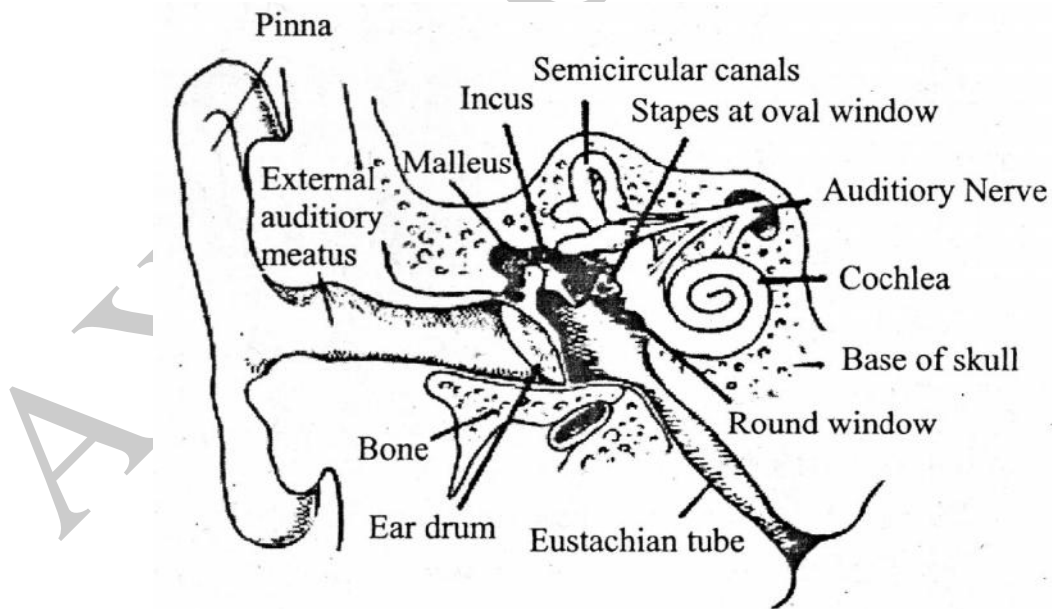 Pinna
Semicircular canals
Incus
Stapes at oval window
Malleus
External
auditiory
meatus
Auditiory Nerve
Cochlea
Base of skull
Round window
Bone
Ear drum
Eustachian tube